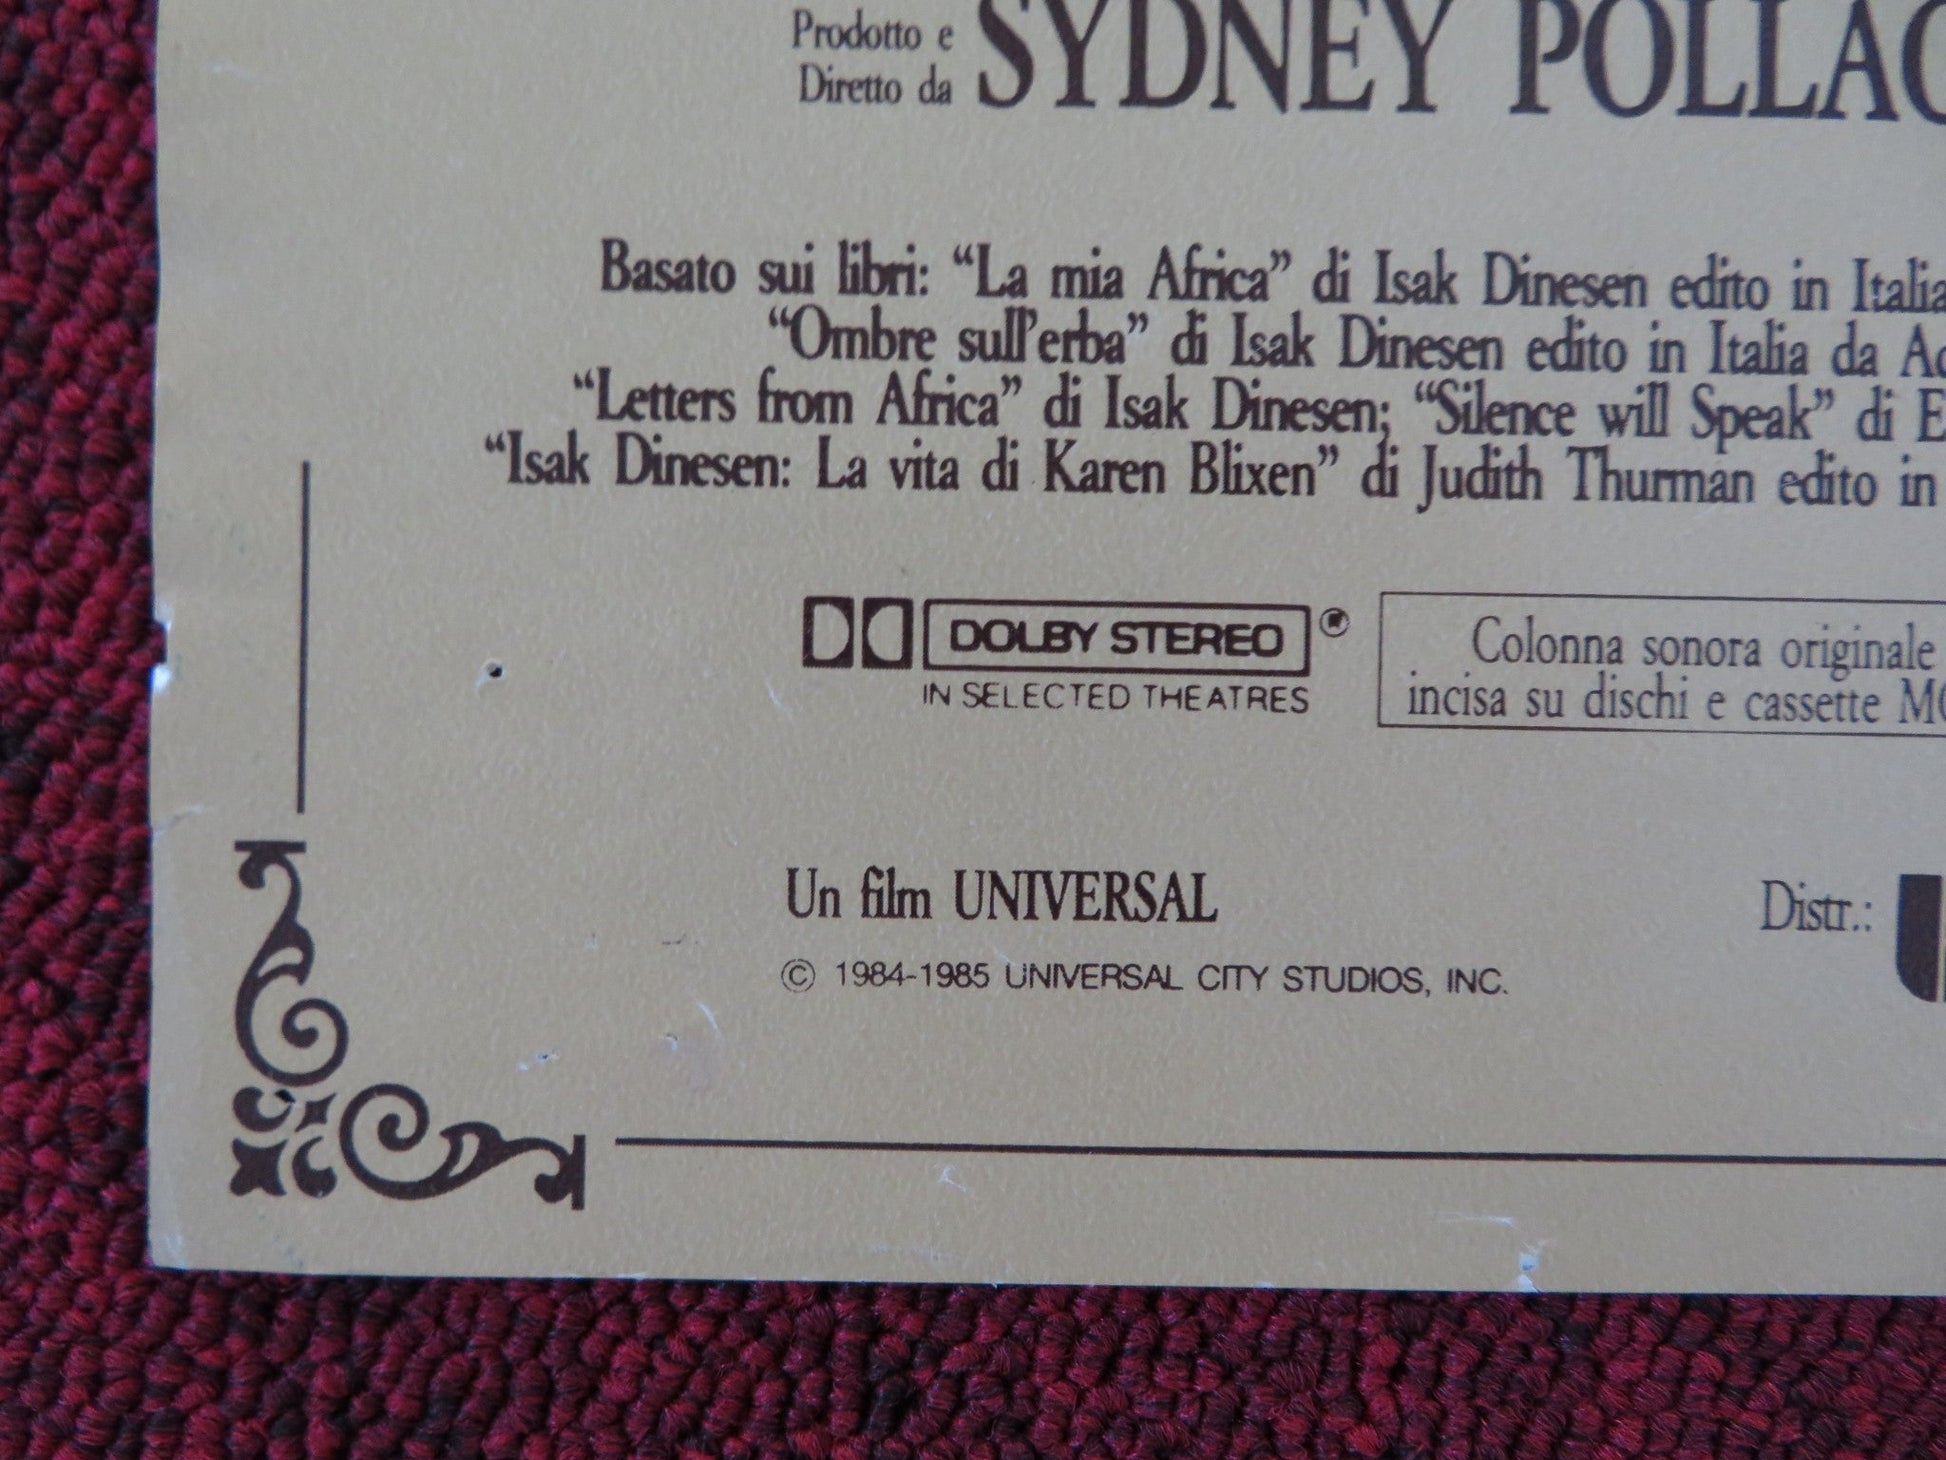 Prodotto e
Diretto da SYDNEY POLLAC
Basato sui libri: “La mia Africa” di Isak Dinesen edito in Italia
“Ombre sull'erba” di Isak Dinesen edito in Italia da Ad
“Letters from Africa” di Isak Dinesen; “Silence will Speak” di E
“Isak Dinesen: La vita di Karen Blixen” di Judith Thurman edito in
DOLBY STEREO ®
IN SELECTED THEATRES
Colonna sonora originale
incisa su dischi e cassette MC
Un film UNIVERSAL
Distr.:
© 1984-1985 UNIVERSAL CITY STUDIOS, INC.